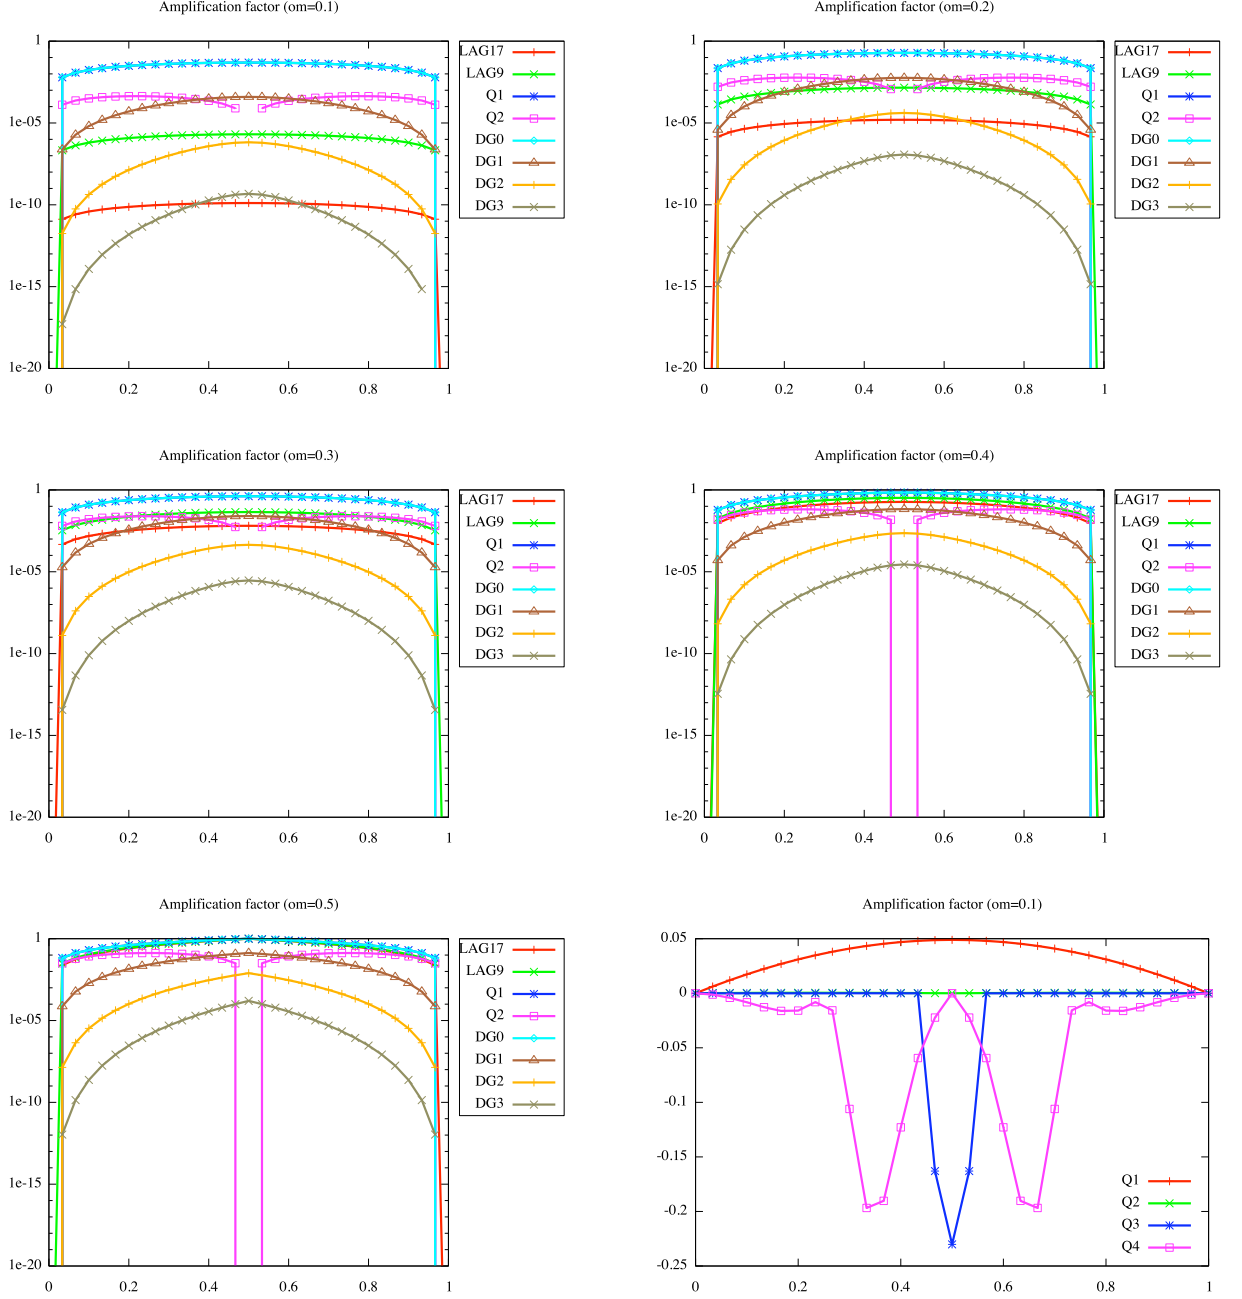 Amplification factor (om=0.1)
1
1e-05
1e-10
1e-15
1e-20
0 0.2 0.4 0.6 0.8 1
LAG17
LAG9
Q1
Q2
DG0
DG1
DG2
DG3
Amplification factor (om=0.2)
1
1e-05
1e-10
1e-15
1e-20
0 0.2 0.4 0.6 0.8 1
LAG17
LAG9
Q1
Q2
DG0
DG1
DG2
DG3
Amplification factor (om=0.3)
1
1e-05
1e-10
1e-15
1e-20
0 0.2 0.4 0.6 0.8 1
LAG17
LAG9
Q1
Q2
DG0
DG1
DG2
DG3
Amplification factor (om=0.4)
1
1e-05
1e-10
1e-15
1e-20
0 0.2 0.4 0.6 0.8 1
LAG17
LAG9
Q1
Q2
DG0
DG1
DG2
DG3
Amplification factor (om=0.5)
1
1e-05
1e-10
1e-15
1e-20
0 0.2 0.4 0.6 0.8 1
LAG17
LAG9
Q1
Q2
DG0
DG1
DG2
DG3
Amplification factor (om=0.1)
0.05
0
-0.05
-0.1
-0.15
-0.2
-0.25
0 0.2 0.4 0.6 0.8 1
Q1
Q2
Q3
Q4